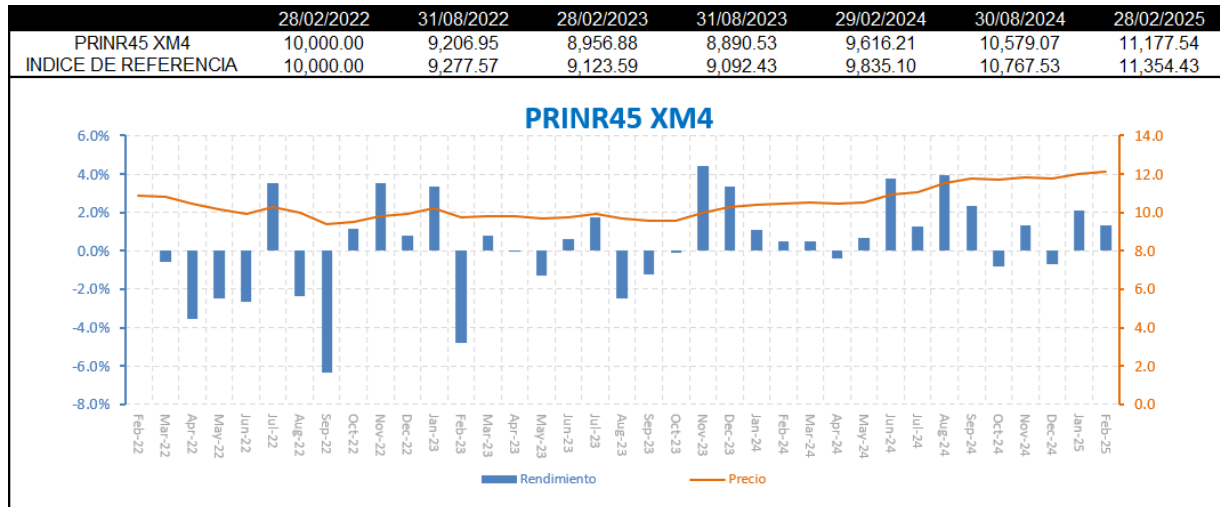 28/02/2022 31/08/2022 28/02/2023 31/08/2023 29/02/2024 30/08/2024 28/02/2025
PRINR45 XM4 10,000.00 9,206.95 8,956.88 8,890.53 9,616.21 10,579.07 11,177.54
INDICE DE REFERENCIA 10,000.00 9,277.57 9,123.59 9,092.43 9,835.10 10,767.53 11,354.43
PRINR45 XM4
6.0% 14.0
4.0% 12.0
2.0% 10.0
0.0% 8.0
-2.0% 6.0
-4.0% 4.0
-6.0% 2.0
-8.0% 0.0
Feb-22 Mar-22 Apr-22 May-22 Jun-22 Jul-22 Aug-22 Sep-22 Oct-22 Nov-22 Dec-22 Jan-23 Feb-23 Mar-23 Apr-23 May-23 Jun-23 Jul-23 Aug-23 Sep-23 Oct-23 Nov-23 Dec-23 Jan-24 Feb-24 Mar-24 Apr-24 May-24 Jun-24 Jul-24 Aug-24 Sep-24 Oct-24 Nov-24 Dec-24 Jan-25 Feb-25
Rendimiento Precio